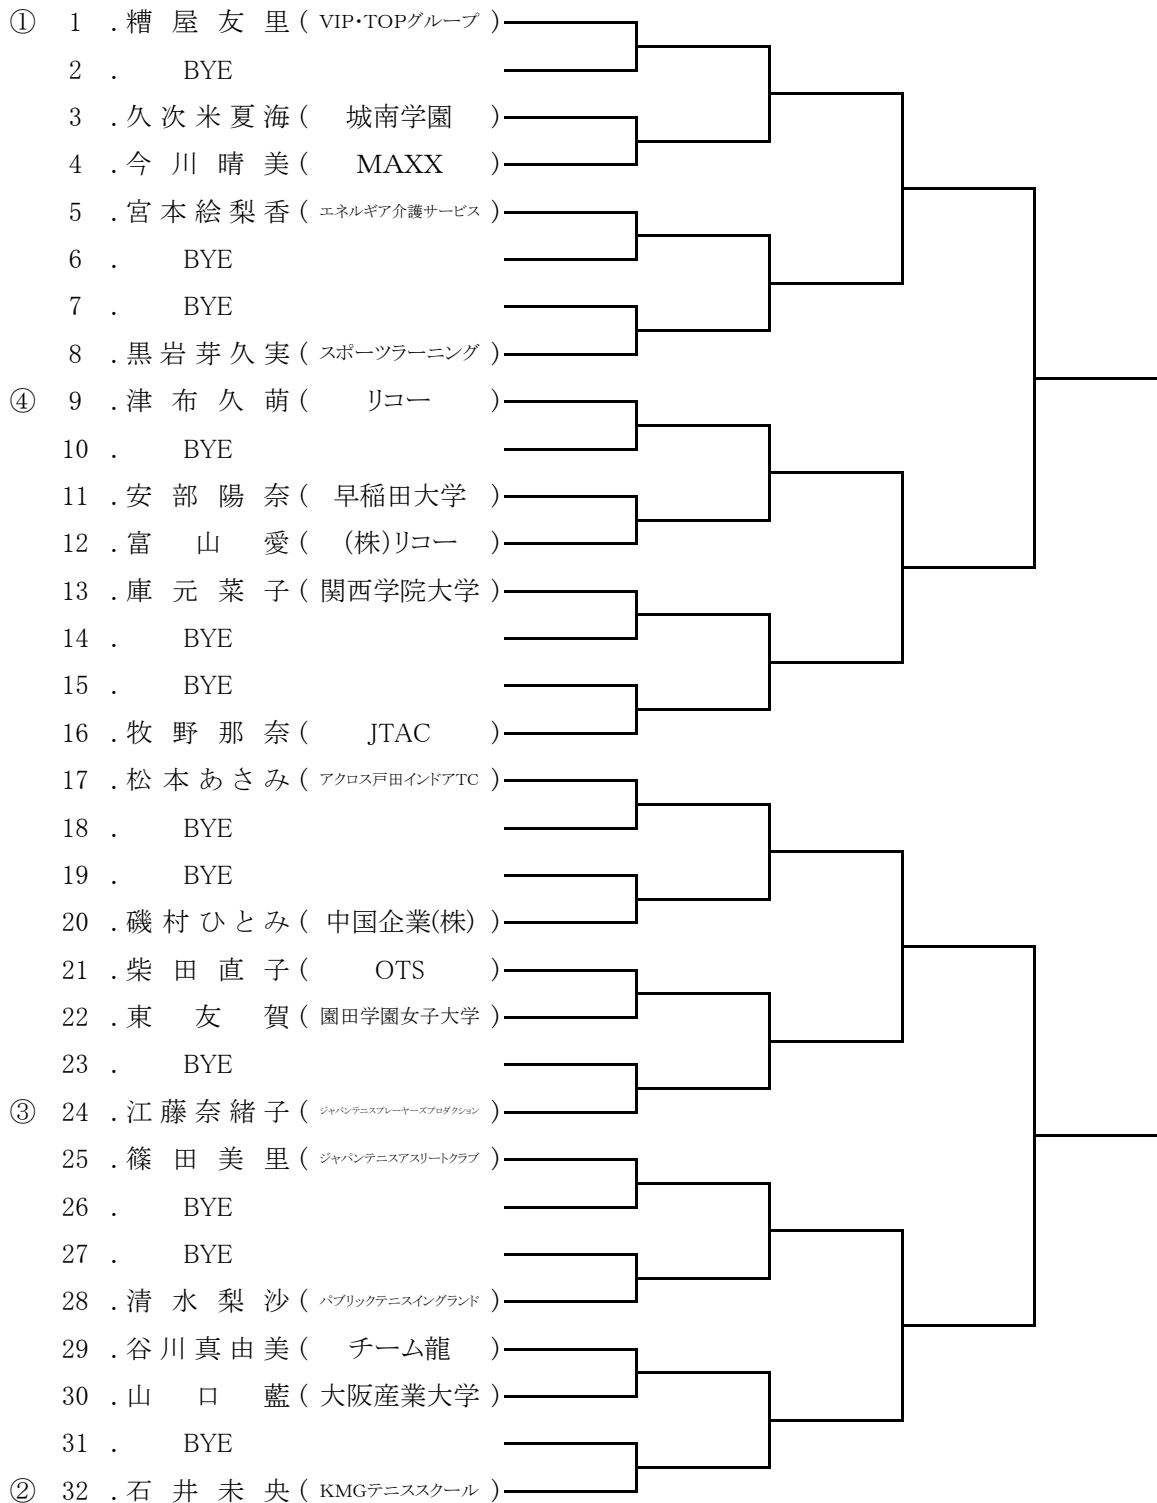 ① 1 . 糟屋友里 ( VIP・TOPグループ )
2 . BYE
3 . 久次米夏海 ( 城南学園 )
4 . 今川晴美 ( MAXX )
5 . 宮本絵梨香 ( エネルギア介護サービス )
6 . BYE
7 . BYE
8 . 黒岩芽久実 ( スポーツラーニング )
④ 9 . 津布久萌 ( リコー )
10 . BYE
11 . 安部陽奈 ( 早稲田大学 )
12 . 富山愛 ( (株)リコー )
13 . 庫元菜子 ( 関西学院大学 )
14 . BYE
15 . BYE
16 . 牧野那奈 ( JTAC )
17 . 松本あさみ ( アクロス戸田インドアTC )
18 . BYE
19 . BYE
20 . 磯村ひとみ ( 中国企業(株) )
21 . 柴田直子 ( OTS )
22 . 東友賀 ( 園田学園女子大学 )
23 . BYE
③ 24 . 江藤奈緒子 ( ジャパンテニスプレーヤーズプロダクション )
25 . 篠田美里 ( ジャパンテニスアスリートクラブ )
26 . BYE
27 . BYE
28 . 清水梨沙 ( パブリックテニスイングランド )
29 . 谷川真由美 ( チーム龍 )
30 . 山口藍 ( 大阪産業大学 )
31 . BYE
② 32 . 石井未央 ( KMGテニススクール )